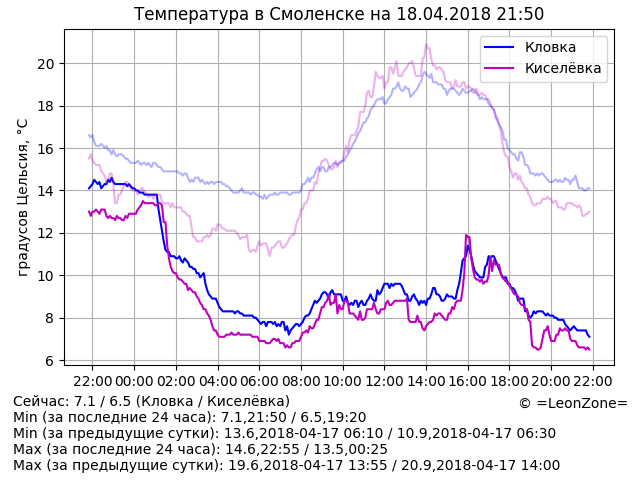 Температура в Смоленске на 18.04.2018 21:50
градусов Цельсия, °C
20
18
16
14
12
10
8
6
Кловка
Киселёвка
22:00 00:00 02:00 04:00 06:00 08:00 10:00 12:00 14:00 16:00 18:00 20:00 22:00
Сейчас: 7.1 / 6.5 (Кловка / Киселёвка)
© =LeonZone=
Min (за последние 24 часа): 7.1,21:50 / 6.5,19:20
Min (за предыдущие сутки): 13.6,2018-04-17 06:10 / 10.9,2018-04-17 06:30
Max (за последние 24 часа): 14.6,22:55 / 13.5,00:25
Max (за предыдущие сутки): 19.6,2018-04-17 13:55 / 20.9,2018-04-17 14:00